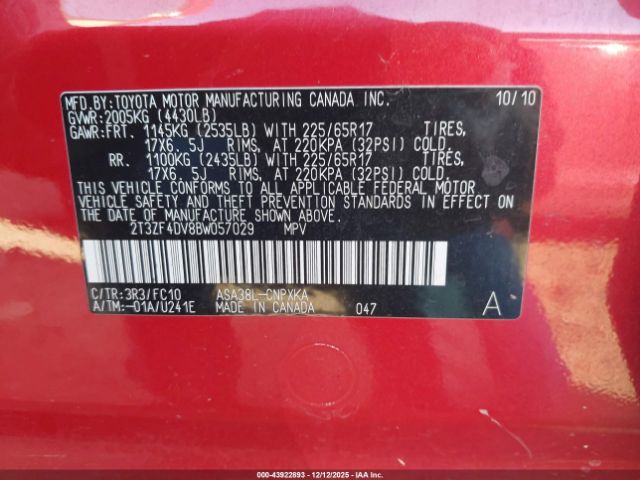 MFD.BY:TOYOTA MOTOR MANUFACTURING CANADA INC. 10/10
GVWR:2005KG (4430LB)
GAWR:FRT. 1145KG (2535LB) WITH 225/65R17 TIRES,
17X6. 5J RIMS, AT 220KPA (32PSI) COLD.
RR. 1100KG (2435LB) WITH 225/65R17 TIRES,
17X6. 5J RIMS, AT 220KPA (32PSI) COLD.
THIS VEHICLE CONFORMS TO ALL APPLICABLE FEDERAL MOTOR
VEHICLE SAFETY AND THEFT PREVENTION STANDARDS IN EFFECT ON
THE DATE OF MANUFACTURE SHOWN ABOVE.
2T3ZF4DV8BW057029 MPV
C/TR:3R3/FC10 ASA38L-CNPXKA
A/TM:-01A/U241E MADE IN CANADA 047 A
000-43922893 · 12/12/2025 · IAA Inc.